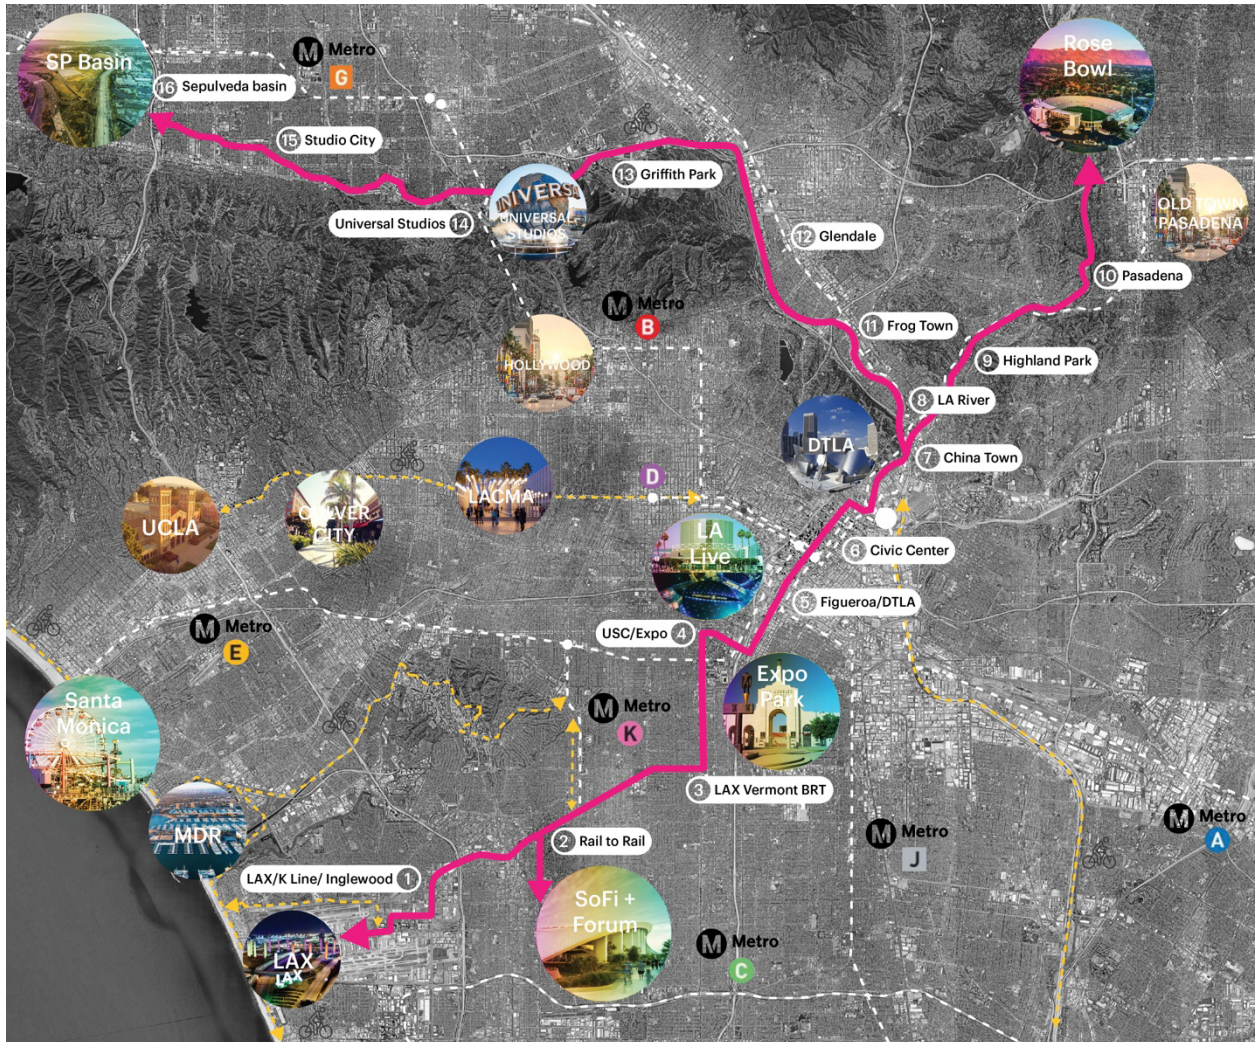 SP Basin
M Metro
G
Rose
Bowl
16 Sepulveda basin
15 Studio City
13 Griffith Park
UNIVERSA
UNIVERSAL
STUDIOS
Universal Studios 14
12 Glendale
OLD TOWN
PASADENA
10 Pasadena
M Metro
B
11 Frog Town
9 Highland Park
HOLLYWOOD
8 LA River
DTLA
7 China Town
D
LACMA
UCLA
CULVER
CITY
LA
Live
6 Civic Center
5 Figueroa/DTLA
USC/Expo 4
M Metro
E
Expo
Park
Santa
Monica
M Metro
K
3 LAX Vermont BRT
MDR
M Metro
J
M Metro
A
2 Rail to Rail
LAX/K Line/ Inglewood 1
SoFi +
Forum
M Metro
C
LAX
LAX